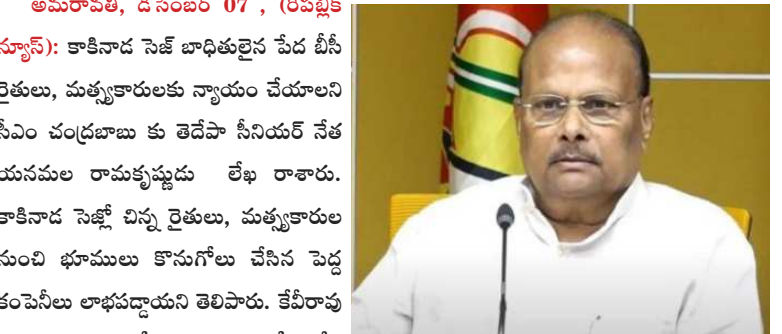 అమరావతి, డిసెంబర్ 07 , (రిపబ్లిక్
న్యూస్): కాకినాడ సెజ్ బాధితులైన పేద బీసీ
రైతులు, మత్స్యకారులకు న్యాయం చేయాలని
సీఎం చంద్రబాబు కు తెదేపా సీనియర్ నేత
యనమల రామకృష్ణుడు లేఖ రాశారు.
కాకినాడ సెజ్లో చిన్న రైతులు, మత్స్యకారుల
నుంచి భూములు కొనుగోలు చేసిన పెద్ద
కంపెనీలు లాభపడ్డాయని తెలిపారు. కేవీరావు